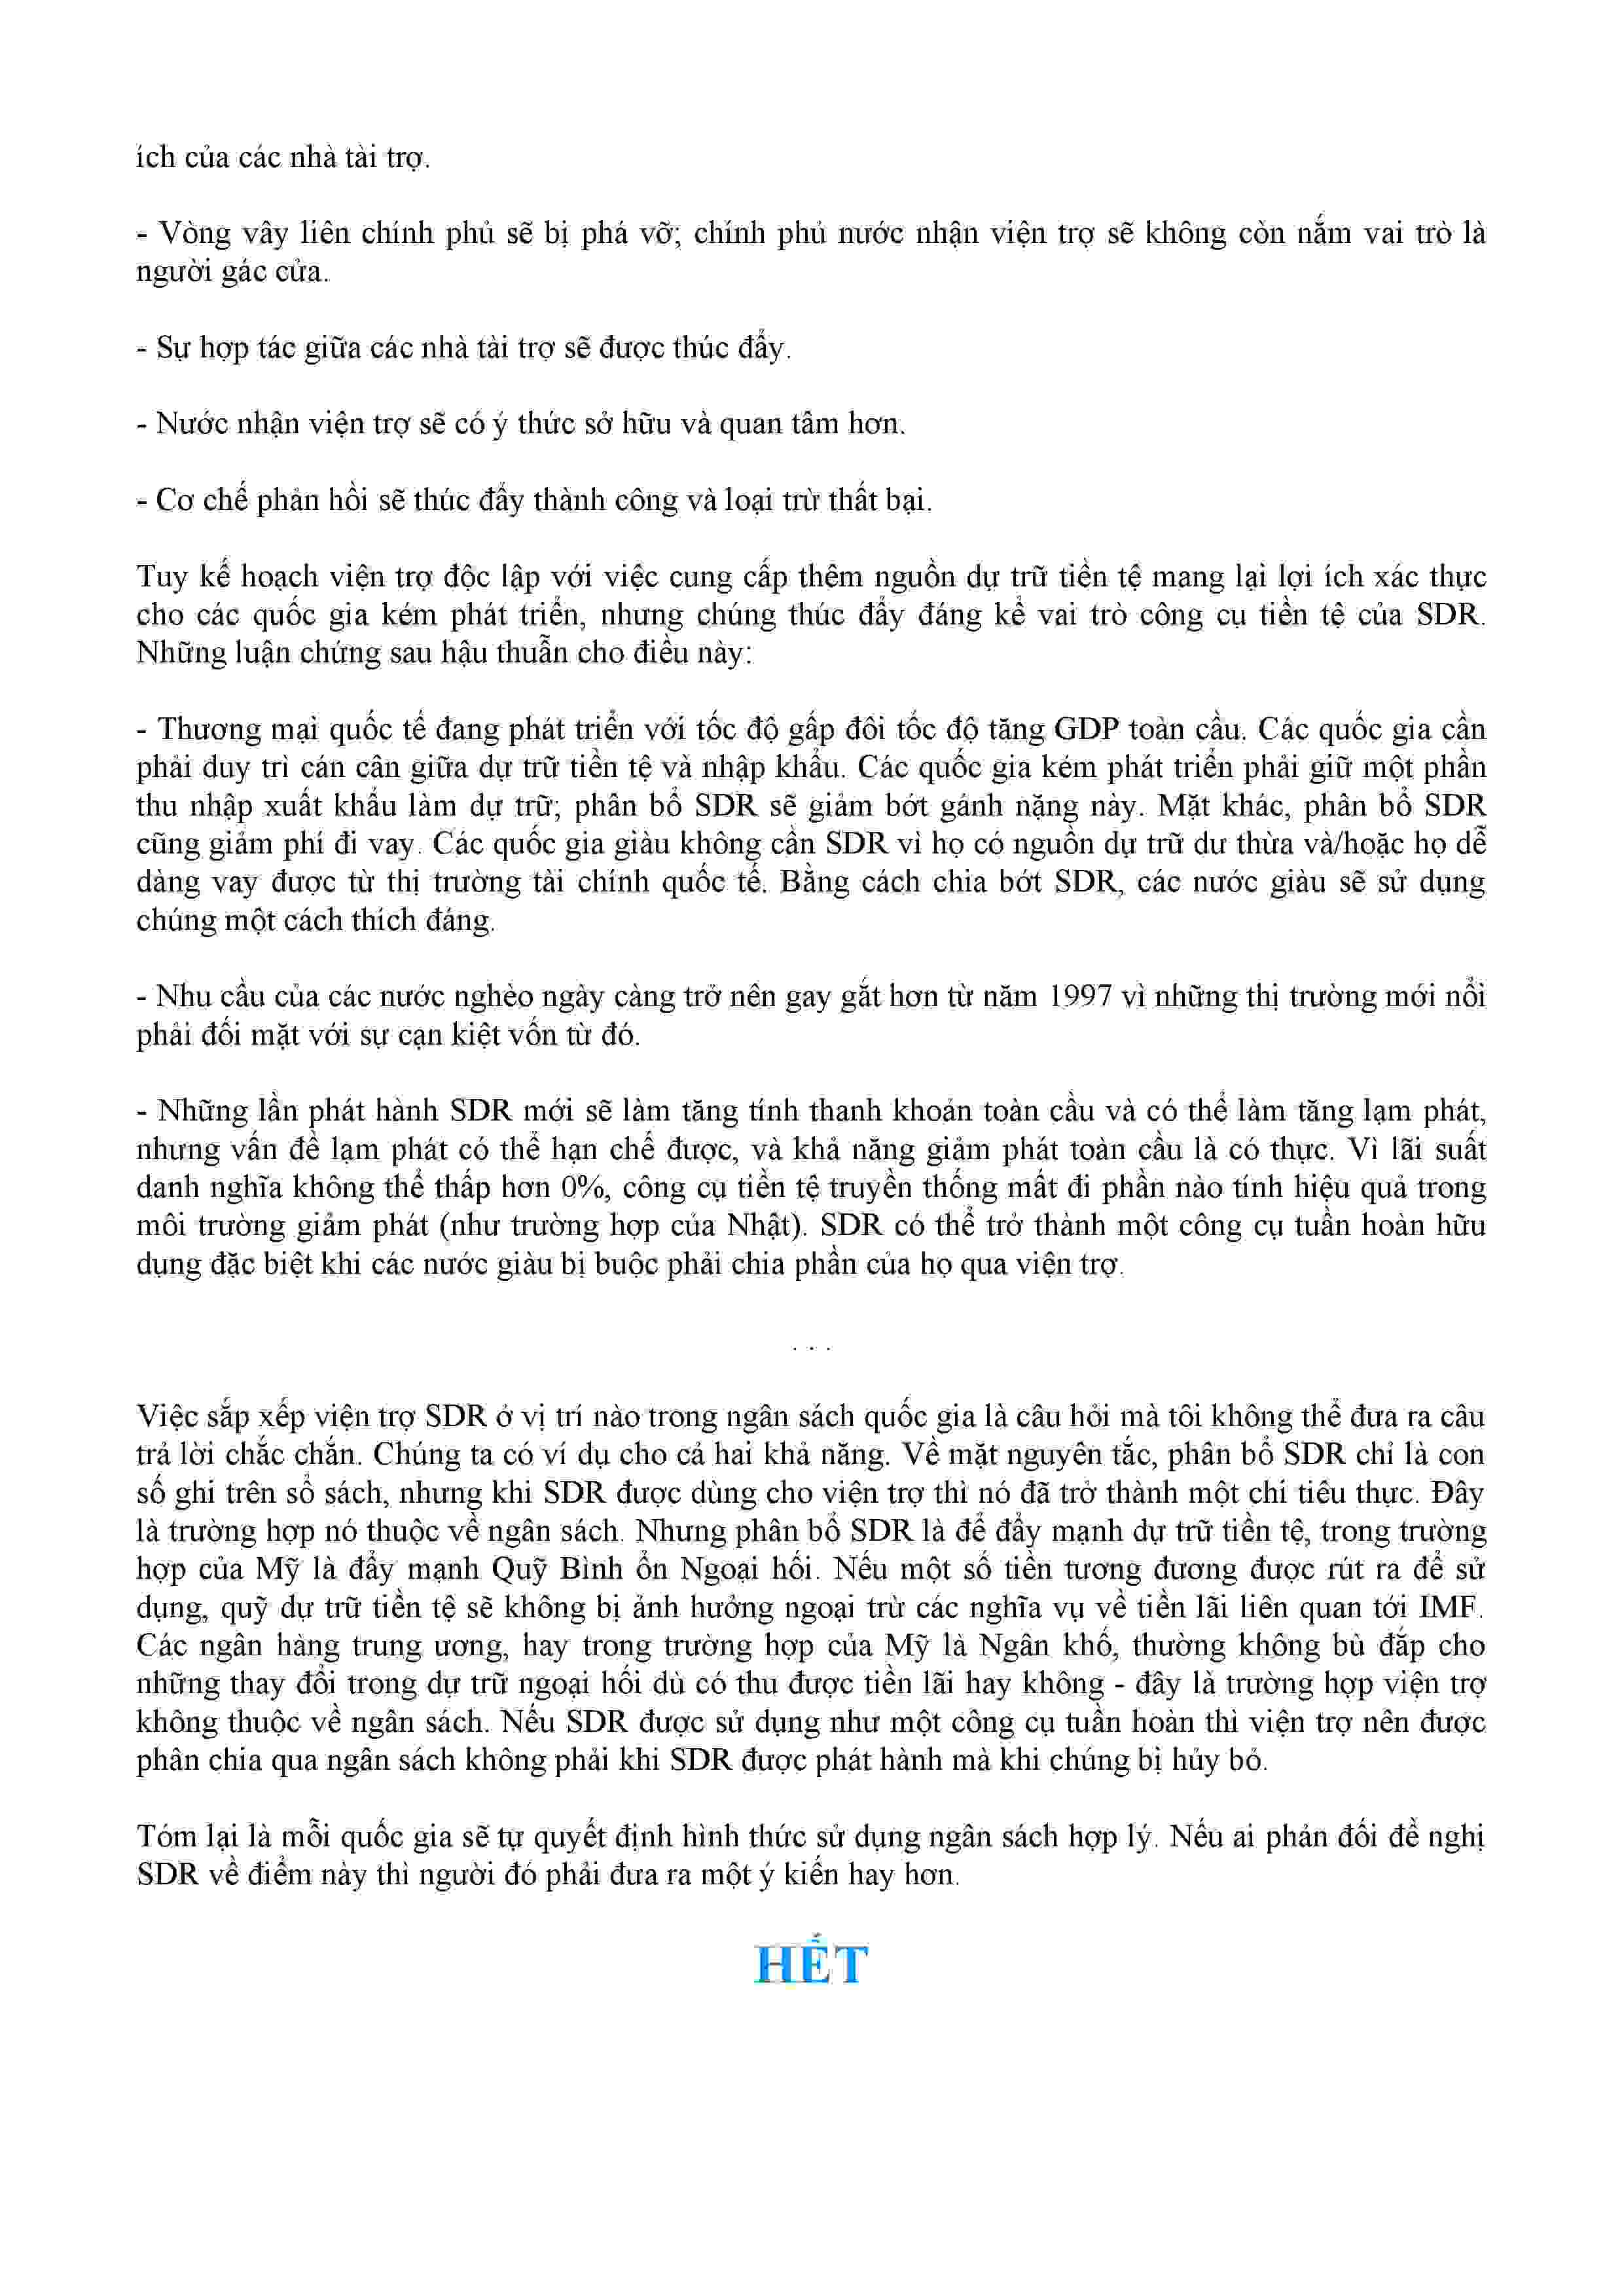 ích của các nhà tài trợ.
- Vòng vây liên chính phủ sẽ bị phá vỡ; chính phủ nước nhận viện trợ sẽ không còn nắm vai trò là
người gác cửa.
- Sự hợp tác giữa các nhà tài trợ sẽ được thúc đẩy.
- Nước nhận viện trợ sẽ có ý thức sở hữu và quan tâm hơn.
- Cơ chế phản hồi sẽ thúc đẩy thành công và loại trừ thất bại.
Tuy kế hoạch viện trợ độc lập với việc cung cấp thêm nguồn dự trữ tiền tệ mang lại lợi ích xác thực
cho các quốc gia kém phát triển, nhưng chúng thúc đẩy đáng kể vai trò công cụ tiền tệ của SDR.
Những luận chứng sau hậu thuẫn cho điều này:
- Thương mại quốc tế đang phát triển với tốc độ gấp đôi tốc độ tăng GDP toàn cầu. Các quốc gia cần
phải duy trì cán cân giữa dự trữ tiền tệ và nhập khẩu. Các quốc gia kém phát triển phải giữ một phần
thu nhập xuất khẩu làm dự trữ; phân bổ SDR sẽ giảm bớt gánh nặng này. Mặt khác, phân bổ SDR
cũng giảm phí đi vay. Các quốc gia giàu không cần SDR vì họ có nguồn dự trữ dư thừa và/hoặc họ dễ
dàng vay được từ thị trường tài chính quốc tế. Bằng cách chia bớt SDR, các nước giàu sẽ sử dụng
chúng một cách thích đáng.
- Nhu cầu của các nước nghèo ngày càng trở nên gay gắt hơn từ năm 1997 vì những thị trường mới nổi
phải đối mặt với sự cạn kiệt vốn từ đó.
- Những lần phát hành SDR mới sẽ làm tăng tính thanh khoản toàn cầu và có thể làm tăng lạm phát,
nhưng vấn đề lạm phát có thể hạn chế được, và khả năng giảm phát toàn cầu là có thực. Vì lãi suất
danh nghĩa không thể thấp hơn 0%, công cụ tiền tệ truyền thống mất đi phần nào tính hiệu quả trong
môi trường giảm phát (như trường hợp của Nhật). SDR có thể trở thành một công cụ tuần hoàn hữu
dụng đặc biệt khi các nước giàu bị buộc phải chia phần của họ qua viện trợ.
. . .
Việc sắp xếp viện trợ SDR ở vị trí nào trong ngân sách quốc gia là câu hỏi mà tôi không thể đưa ra câu
trả lời chắc chắn. Chúng ta có ví dụ cho cả hai khả năng. Về mặt nguyên tắc, phân bổ SDR chỉ là con
số ghi trên sổ sách, nhưng khi SDR được dùng cho viện trợ thì nó đã trở thành một chi tiêu thực. Đây
là trường hợp nó thuộc về ngân sách. Nhưng phân bổ SDR là để đẩy mạnh dự trữ tiền tệ, trong trường
hợp của Mỹ là đẩy mạnh Quỹ Bình ổn Ngoại hối. Nếu một số tiền tương đương được rút ra để sử
dụng, quỹ dự trữ tiền tệ sẽ không bị ảnh hưởng ngoại trừ các nghĩa vụ về tiền lãi liên quan tới IMF.
Các ngân hàng trung ương, hay trong trường hợp của Mỹ là Ngân khố, thường không bù đắp cho
những thay đổi trong dự trữ ngoại hối dù có thu được tiền lãi hay không - đây là trường hợp viện trợ
không thuộc về ngân sách. Nếu SDR được sử dụng như một công cụ tuần hoàn thì viện trợ nên được
phân chia qua ngân sách không phải khi SDR được phát hành mà khi chúng bị hủy bỏ.
Tóm lại là mỗi quốc gia sẽ tự quyết định hình thức sử dụng ngân sách hợp lý. Nếu ai phản đối đề nghị
SDR về điểm này thì người đó phải đưa ra một ý kiến hay hơn.
HẾT